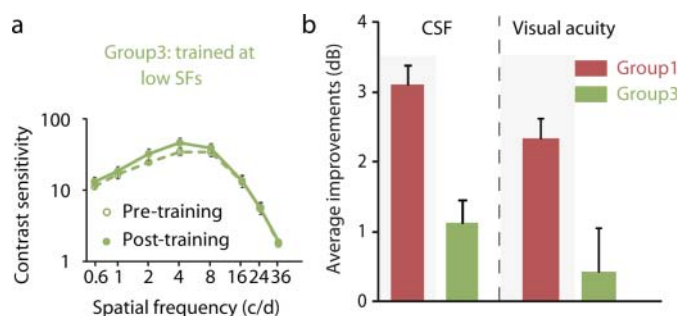 a
Group3: trained at
low SFs
Contrast sensitivity
100
10
1
Pre-training
Post-training
0.6 1 2 4 8 16 24 36
Spatial frequency (c/d)
b
CSF
Visual acuity
Group1
Group3
Average improvements (dB)
4
3
2
1
0